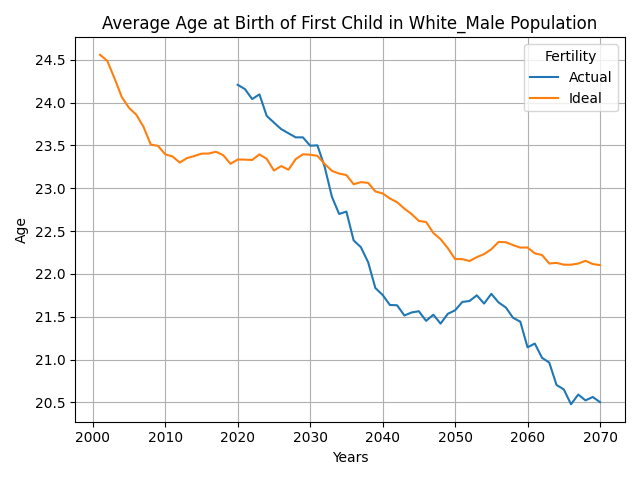 Average Age at Birth of First Child in White_Male Population
Fertility
Actual
Ideal
Age
24.5
24.0
23.5
23.0
22.5
22.0
21.5
21.0
20.5
2000 2010 2020 2030 2040 2050 2060 2070
Years